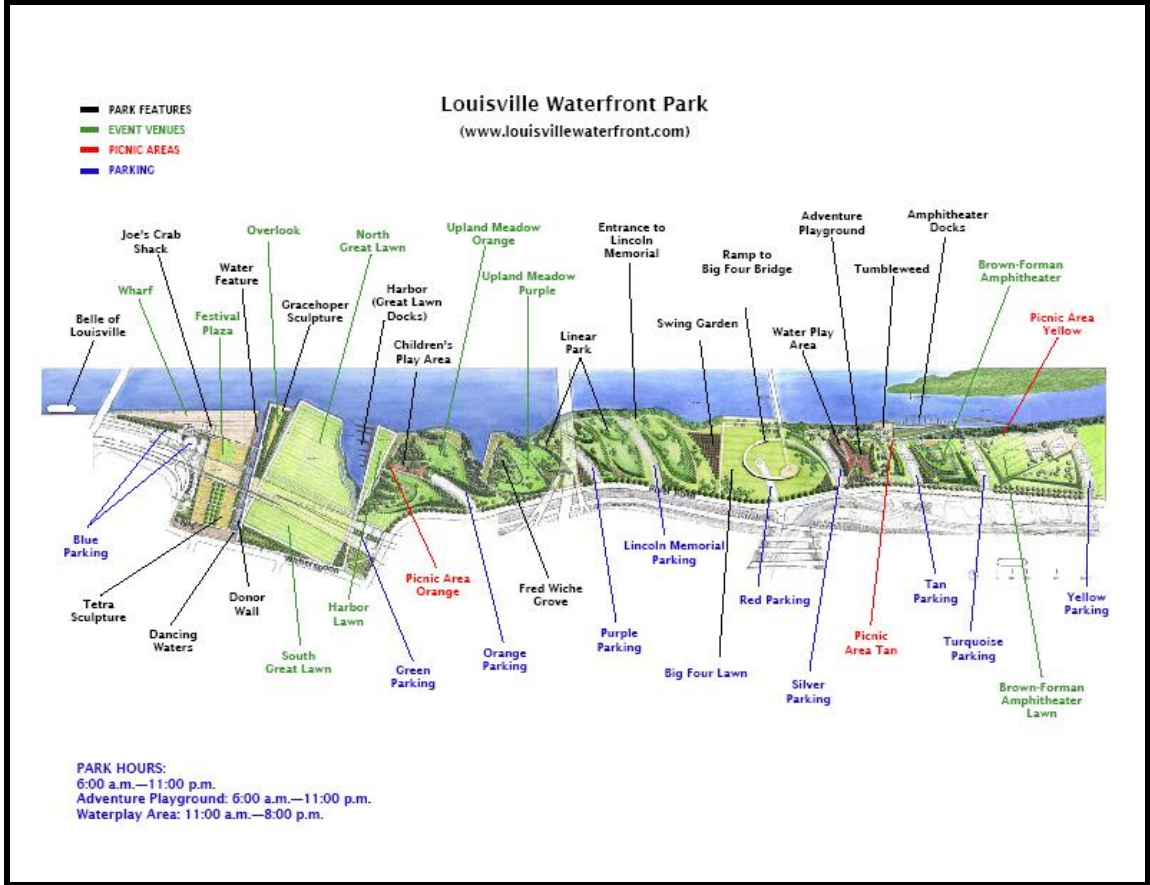 Louisville Waterfront Park
(www.louisvillewaterfront.com)
PARK FEATURES
EVENT VENUES
PICNIC AREAS
PARKING
Joe's Crab
Shack
Overlook
North
Great Lawn
Upland Meadow
Orange
Entrance to
Lincoln
Memorial
Adventure
Playground
Amphitheater
Docks
Water
Feature
Ramp to
Big Four Bridge
Tumbleweed
Brown-Forman
Amphitheater
Wharf
Upland Meadow
Purple
Gracehoper
Sculpture
Harbor
(Great Lawn
Docks)
Belle of
Louisville
Festival
Plaza
Children's
Play Area
Linear
Park
Swing Garden
Water Play
Area
Picnic Area
Yellow
Witherspoon
Blue
Parking
Tetra
Sculpture
Dancing
Waters
Donor
Wall
South
Great Lawn
Harbor
Lawn
Green
Parking
Picnic Area
Orange
Orange
Parking
Fred Wiche
Grove
Purple
Parking
Lincoln Memorial
Parking
Big Four Lawn
Red Parking
Silver
Parking
Picnic
Area Tan
Tan
Parking
Turquoise
Parking
Brown-Forman
Amphitheater
Lawn
Yellow
Parking
PARK HOURS:
6:00 a.m.—11:00 p.m.
Adventure Playground: 6:00 a.m.—11:00 p.m.
Waterplay Area: 11:00 a.m.—8:00 p.m.